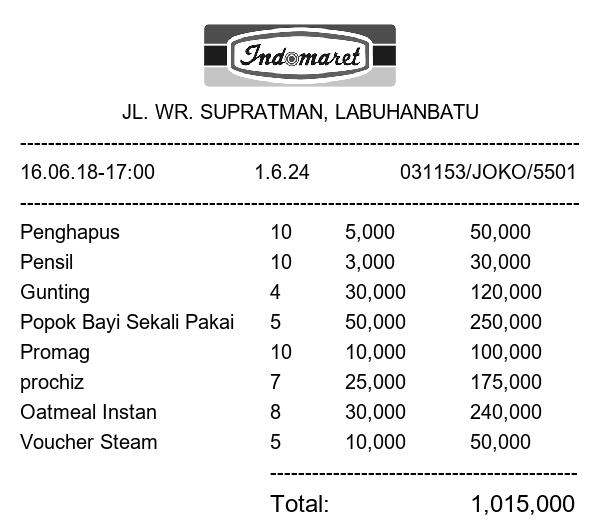 Indomaret
JL. WR. SUPRATMAN, LABUHANBATU
--------------------------------------------------------------------------------
16.06.18-17:00 1.6.24 031153/JOKO/5501
--------------------------------------------------------------------------------
Penghapus 10 5,000 50,000
Pensil 10 3,000 30,000
Gunting 4 30,000 120,000
Popok Bayi Sekali Pakai 5 50,000 250,000
Promag 10 10,000 100,000
prochiz 7 25,000 175,000
Oatmeal Instan 8 30,000 240,000
Voucher Steam 5 10,000 50,000
--------------------------------------------
Total: 1,015,000